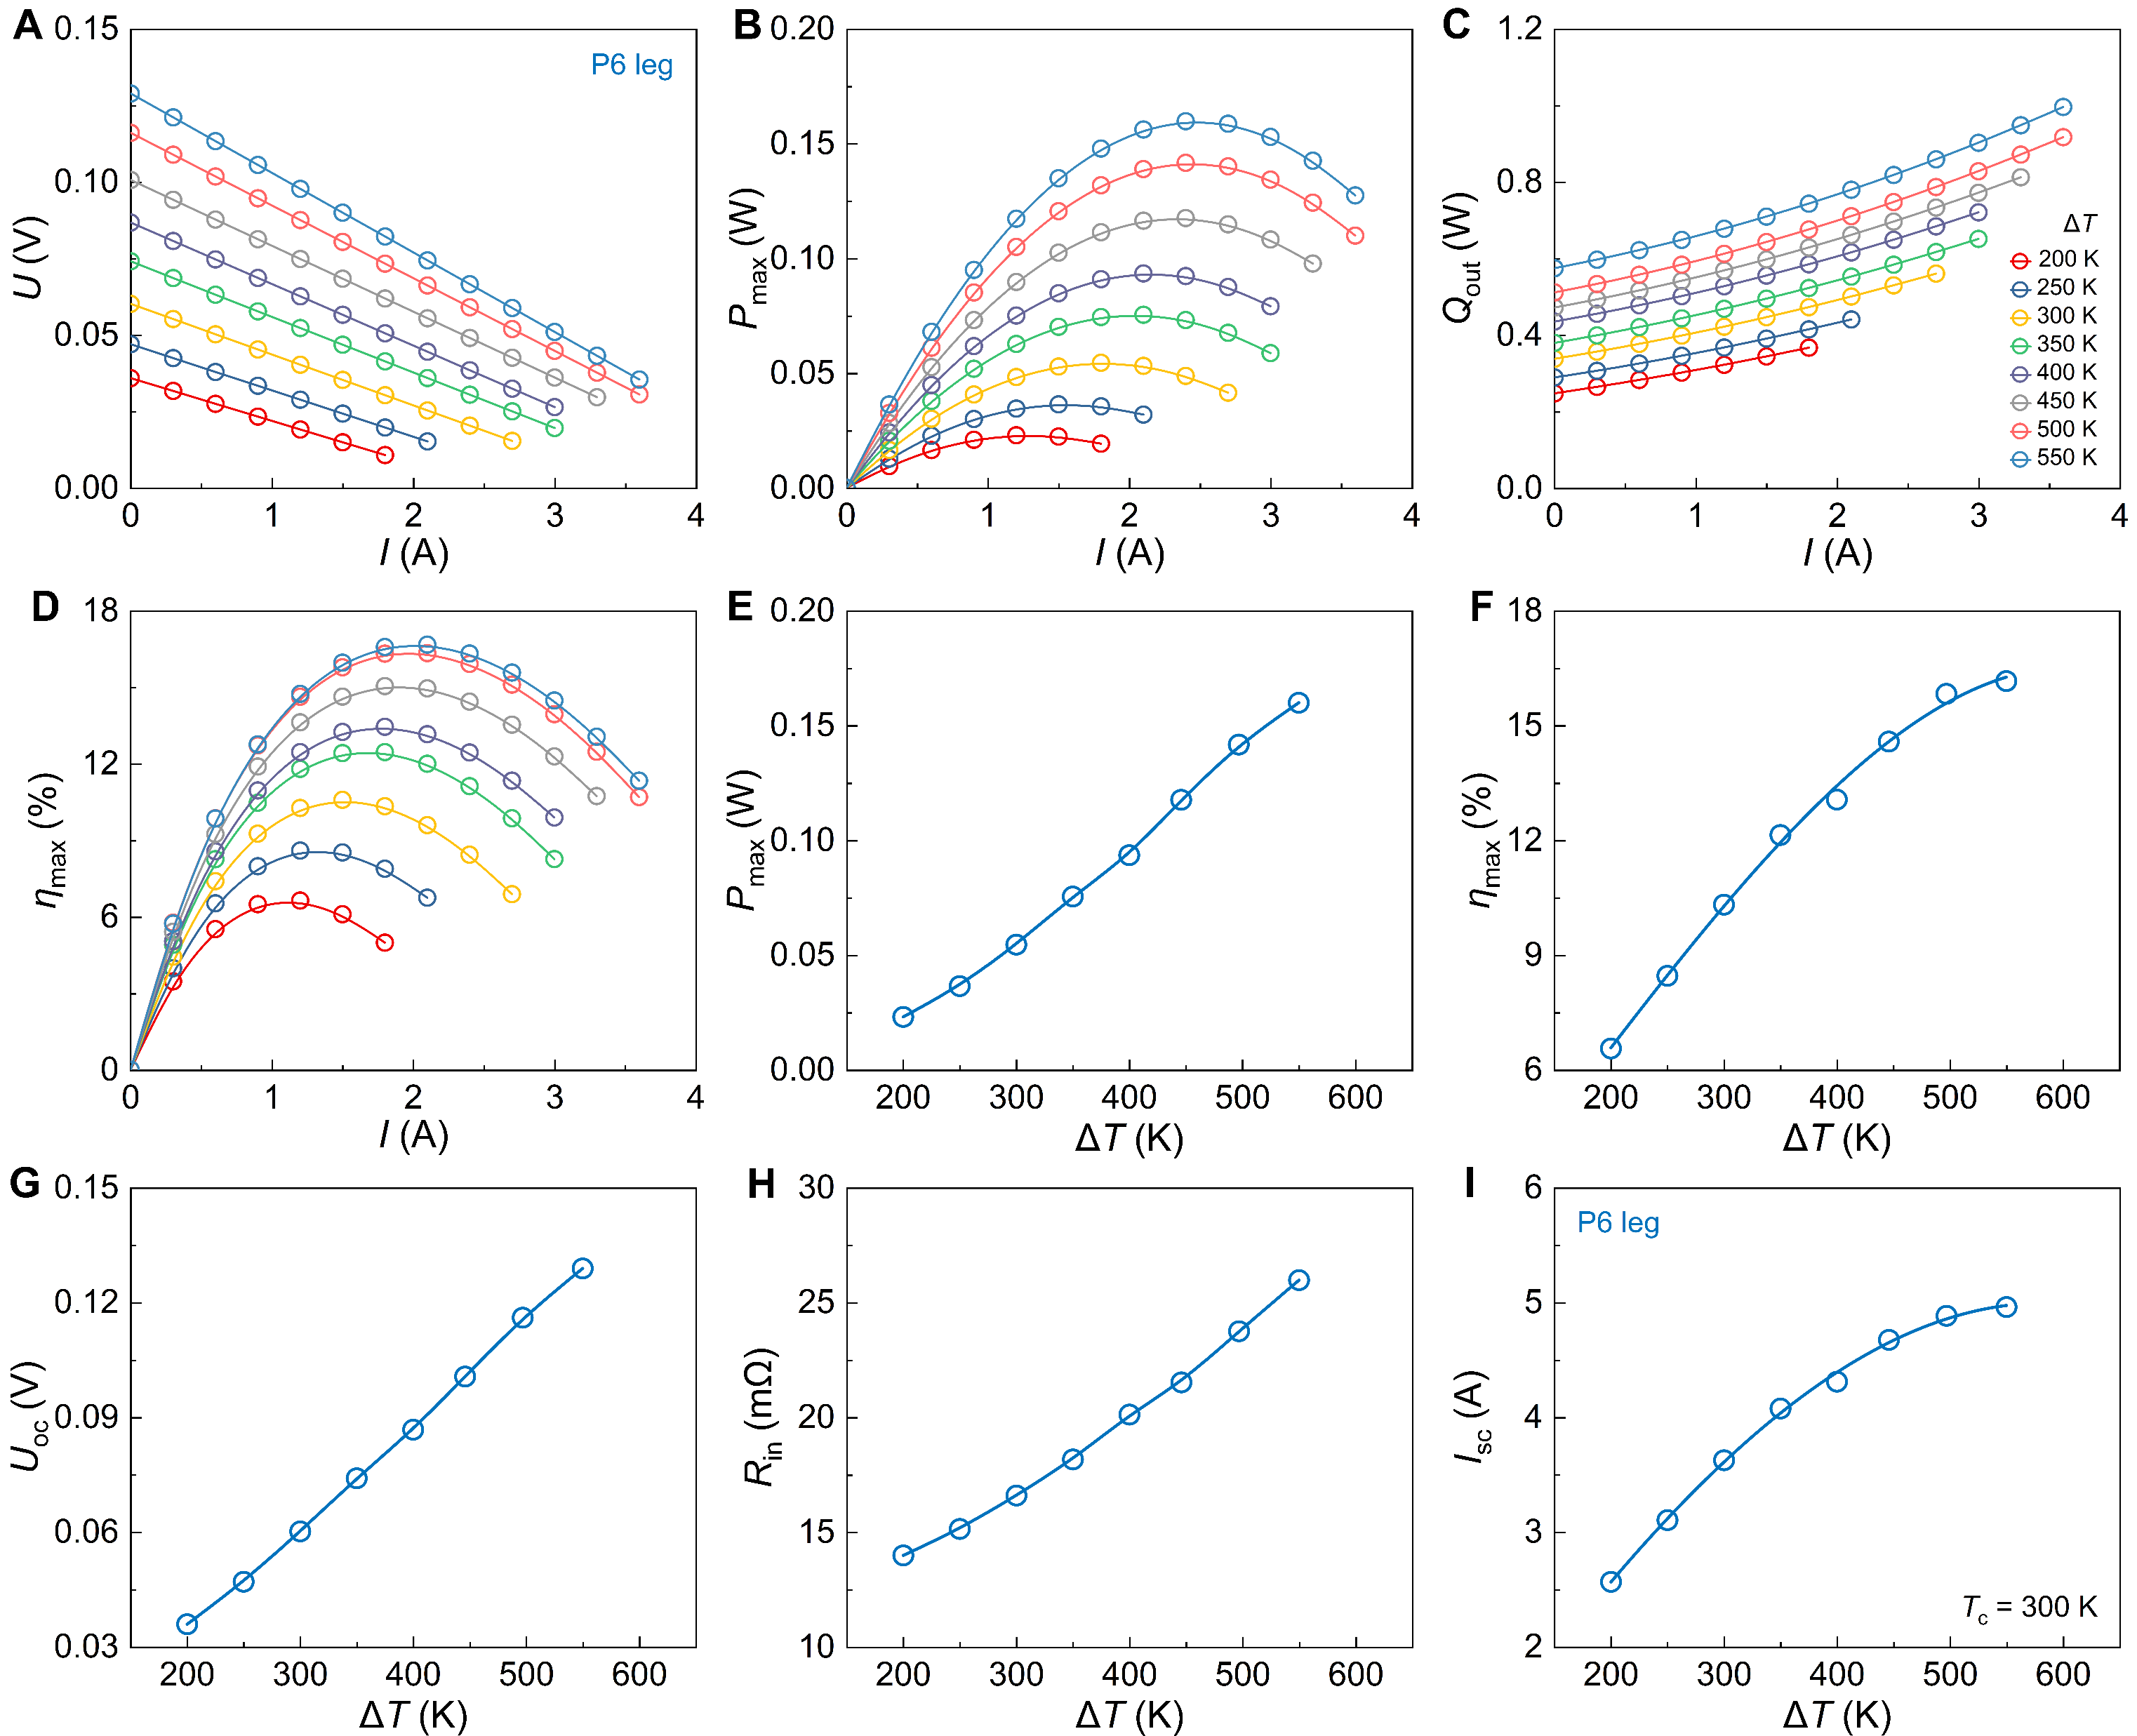 A
0.15
0.10
0.05
0.00
U (V)
P6 leg
0 1 2 3 4
I (A)
B
0.20
0.15
0.10
0.05
0.00
Pmax (W)
0 1 2 3 4
I (A)
C
1.2
0.8
0.4
0.0
Qout (W)
ΔT
200 K
250 K
300 K
350 K
400 K
450 K
500 K
550 K
0 1 2 3 4
I (A)
D
18
12
6
0
ηmax (%)
0 1 2 3 4
I (A)
E
0.20
0.15
0.10
0.05
0.00
Pmax (W)
200 300 400 500 600
ΔT (K)
F
18
15
12
9
6
ηmax (%)
200 300 400 500 600
ΔT (K)
G
0.15
0.12
0.09
0.06
0.03
Uoc (V)
200 300 400 500 600
ΔT (K)
H
30
25
20
15
10
Rin (mΩ)
200 300 400 500 600
ΔT (K)
I
6
5
4
3
2
Isc (A)
P6 leg
Tc = 300 K
200 300 400 500 600
ΔT (K)